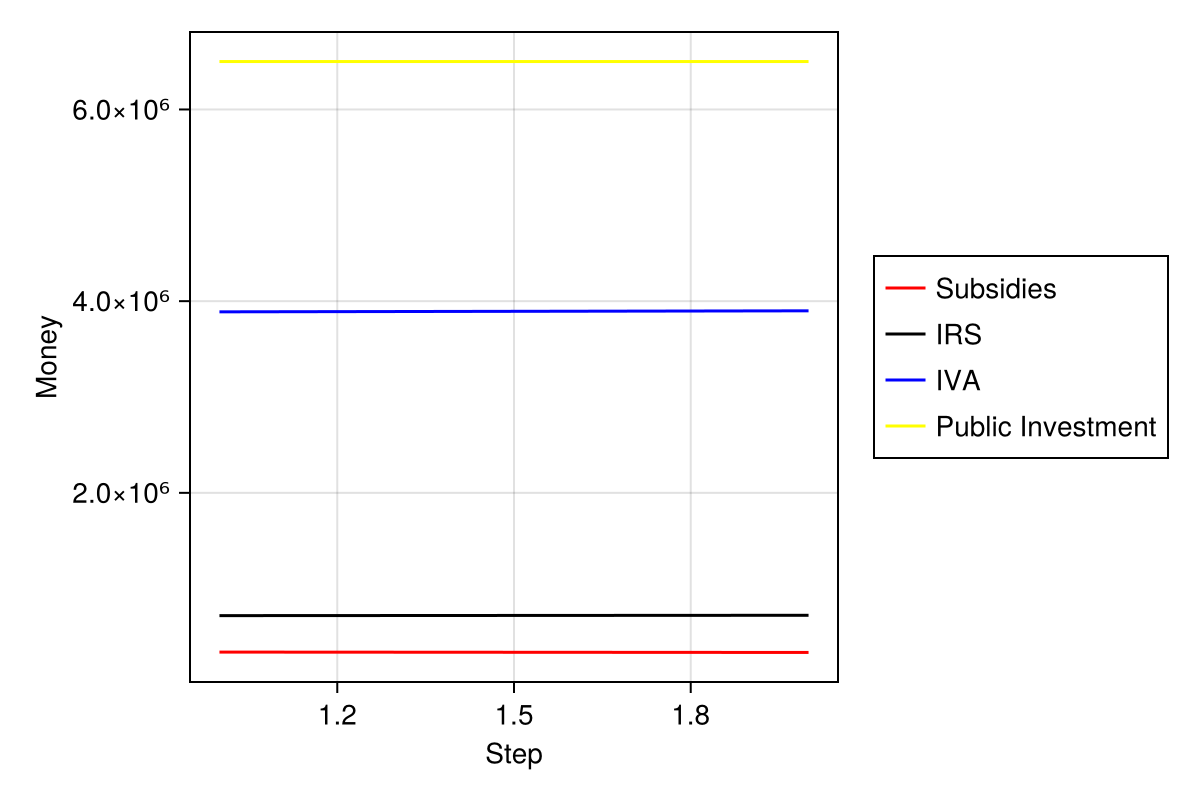 6.0×10⁶
4.0×10⁶
2.0×10⁶
Money
1.2
1.5
1.8
Step
Subsidies
IRS
IVA
Public Investment